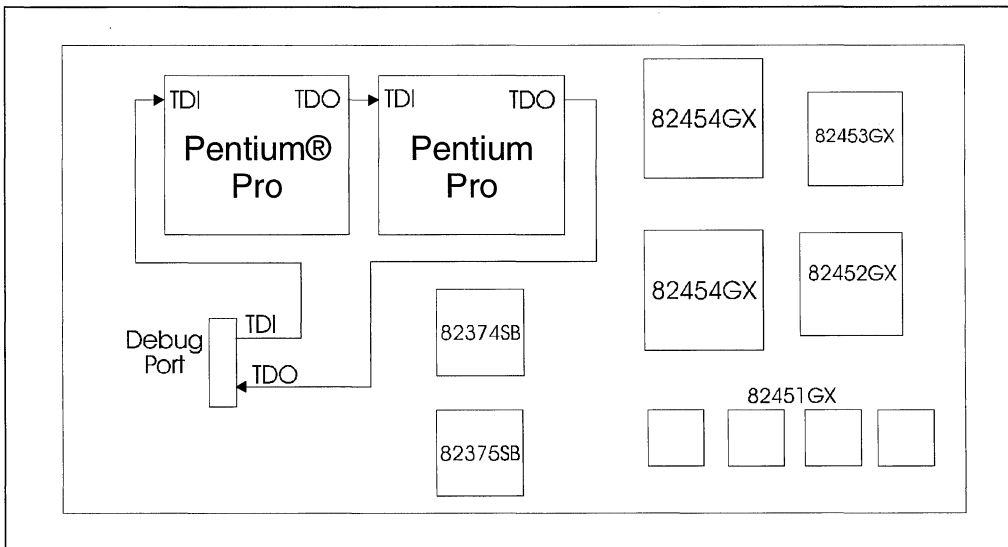 TDI TDO TDI TDO
Pentium® Pro
Pentium Pro
82454GX
82453GX
82454GX
82452GX
Debug Port
TDI
TDO
82374SB
82375SB
82451GX